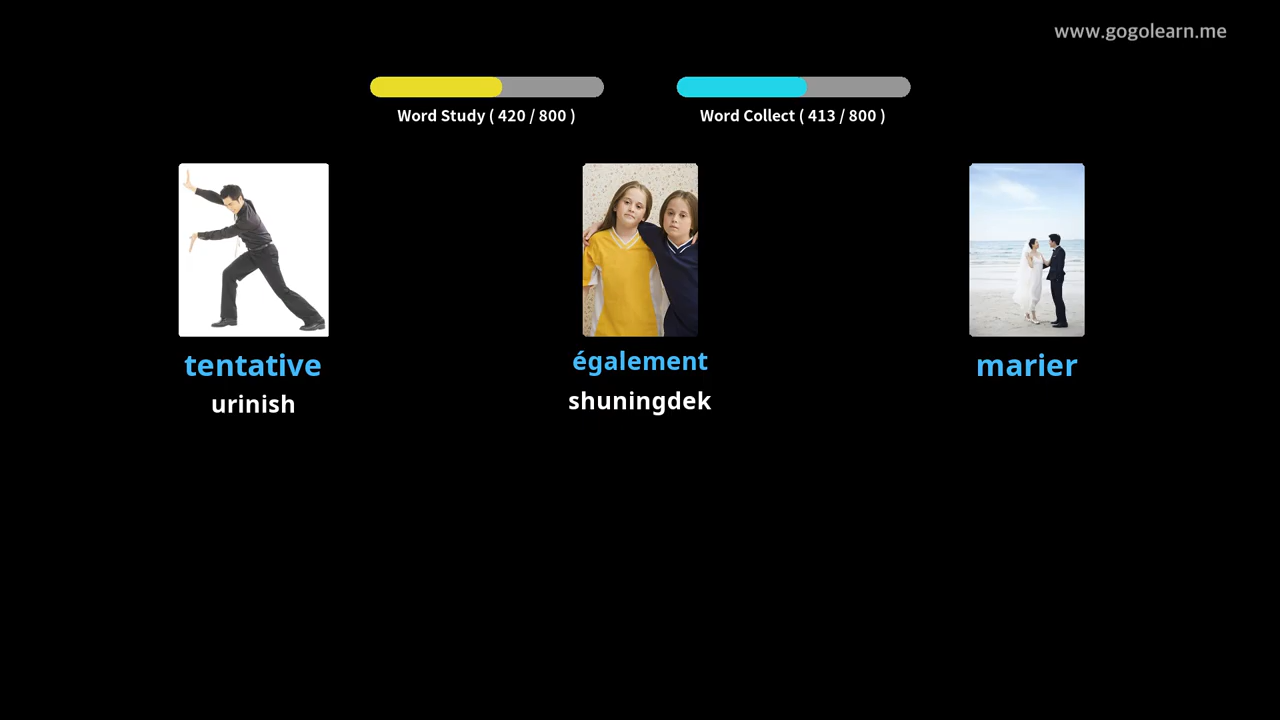 www.gogolearn.me
Word Study ( 420 / 800 )
Word Collect ( 413 / 800 )
tentative
urinish
également
shuningdek
marier